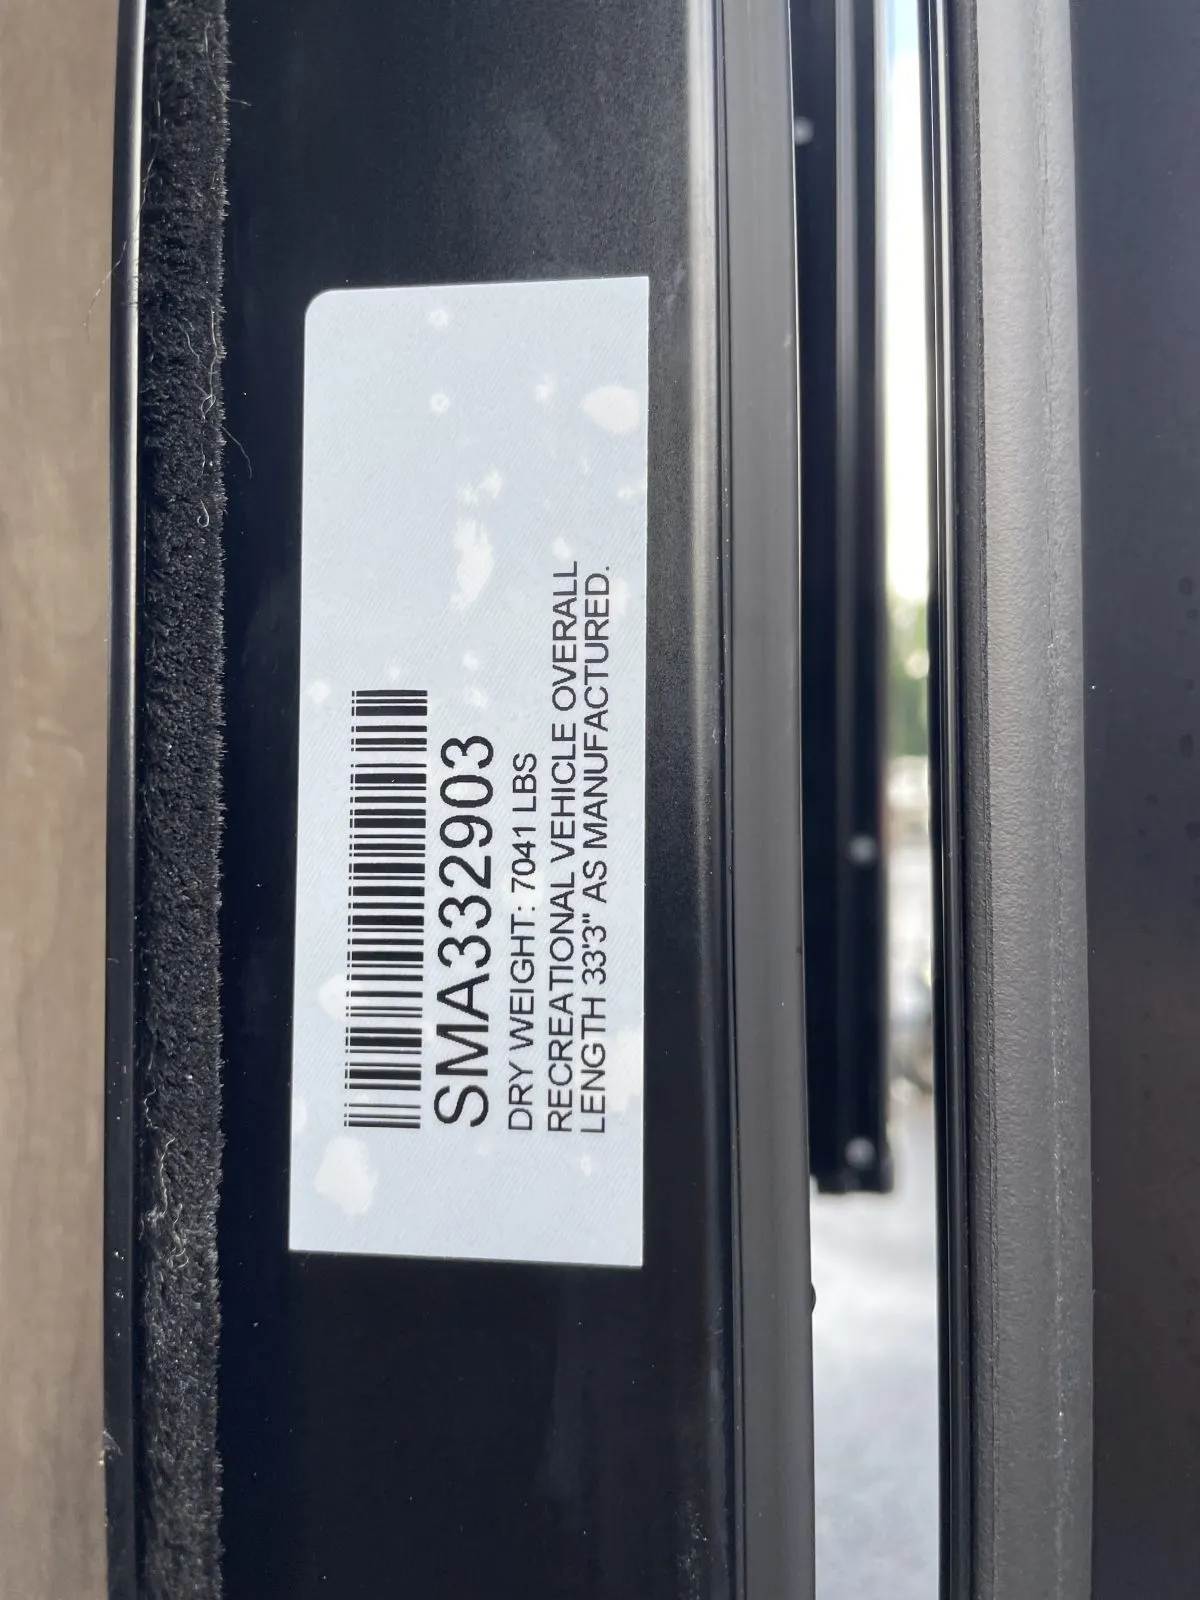 SMA332903
DRY WEIGHT: 7041 LBS
RECREATIONAL VEHICLE OVERALL
LENGTH 33'3" AS MANUFACTURED.